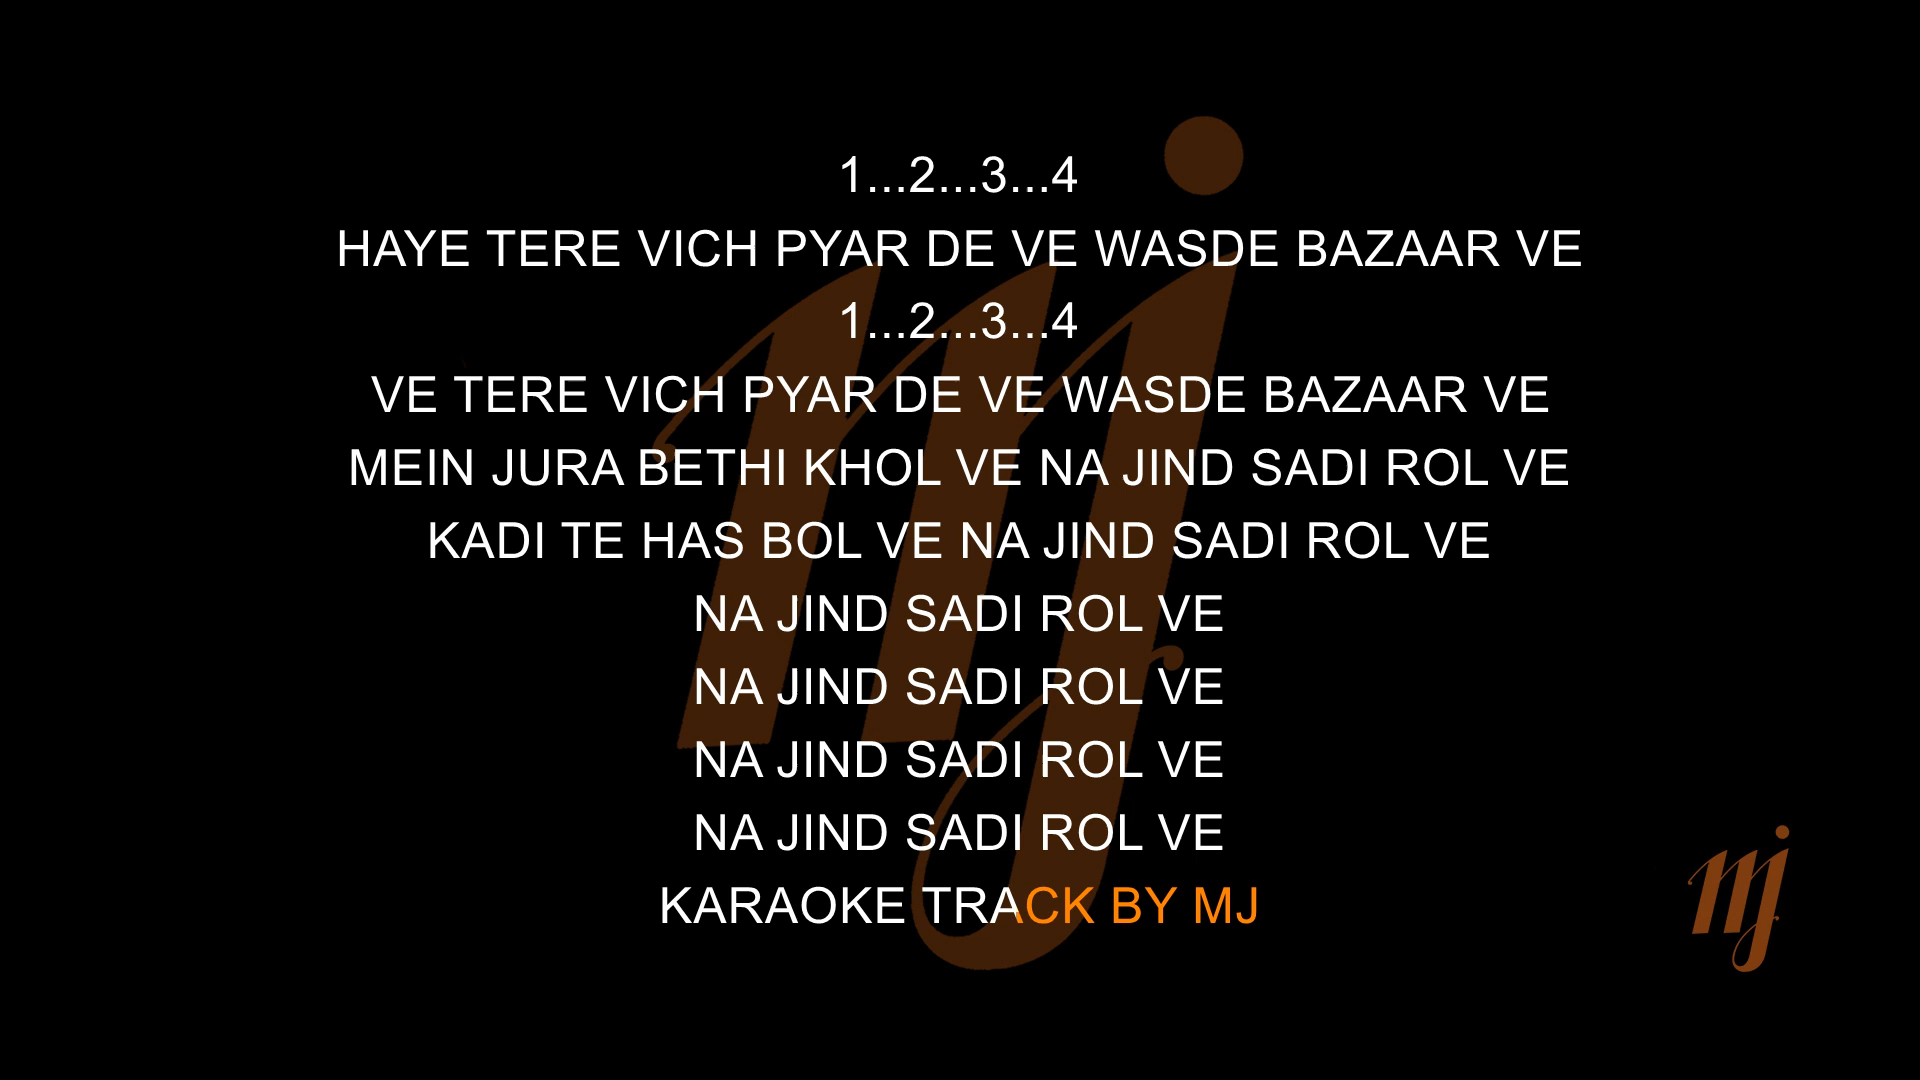 1...2...3...4
HAYE TERE VICH PYAR DE VE WASDE BAZAAR VE
1...2...3...4
VE TERE VICH PYAR DE VE WASDE BAZAAR VE
MEIN JURA BETHI KHOL VE NA JIND SADI ROL VE
KADI TE HAS BOL VE NA JIND SADI ROL VE
NA JIND SADI ROL VE
NA JIND SADI ROL VE
NA JIND SADI ROL VE
NA JIND SADI ROL VE
KARAOKE TRACK BY MJ
mj
mj